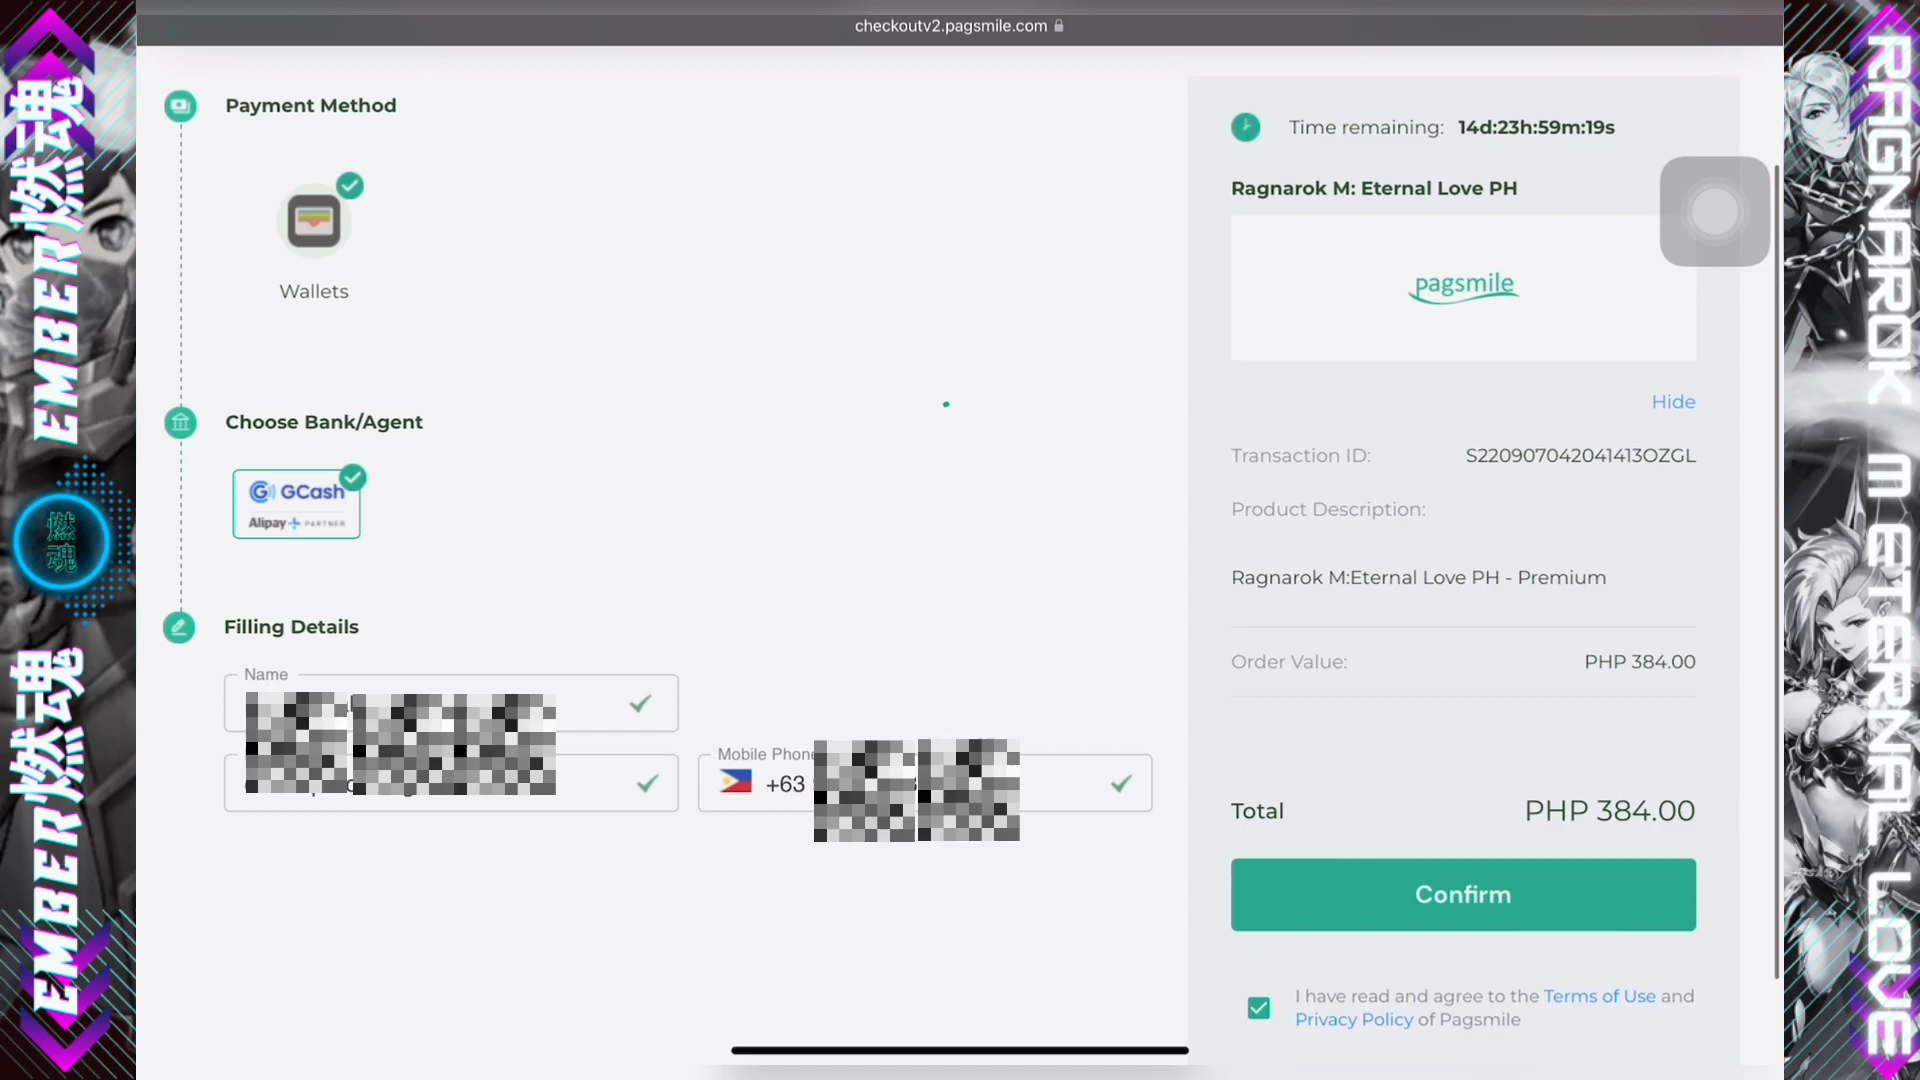 checkoutv2.pagsmile.com
Payment Method
Wallets
Choose Bank/Agent
GCash
Alipay+ PARTNER
Filling Details
Name
Mobile Phone
+63
Time remaining: 14d:23h:59m:19s
Ragnarok M: Eternal Love PH
pagsmile
Hide
Transaction ID: S220907042041413OZGL
Product Description:
Ragnarok M:Eternal Love PH - Premium
Order Value: PHP 384.00
Total PHP 384.00
Confirm
I have read and agree to the Terms of Use and
Privacy Policy of Pagsmile
EMBER燃魂
EMBER燃魂
燃魂
RAGNAROK M ETERNAL LOVE